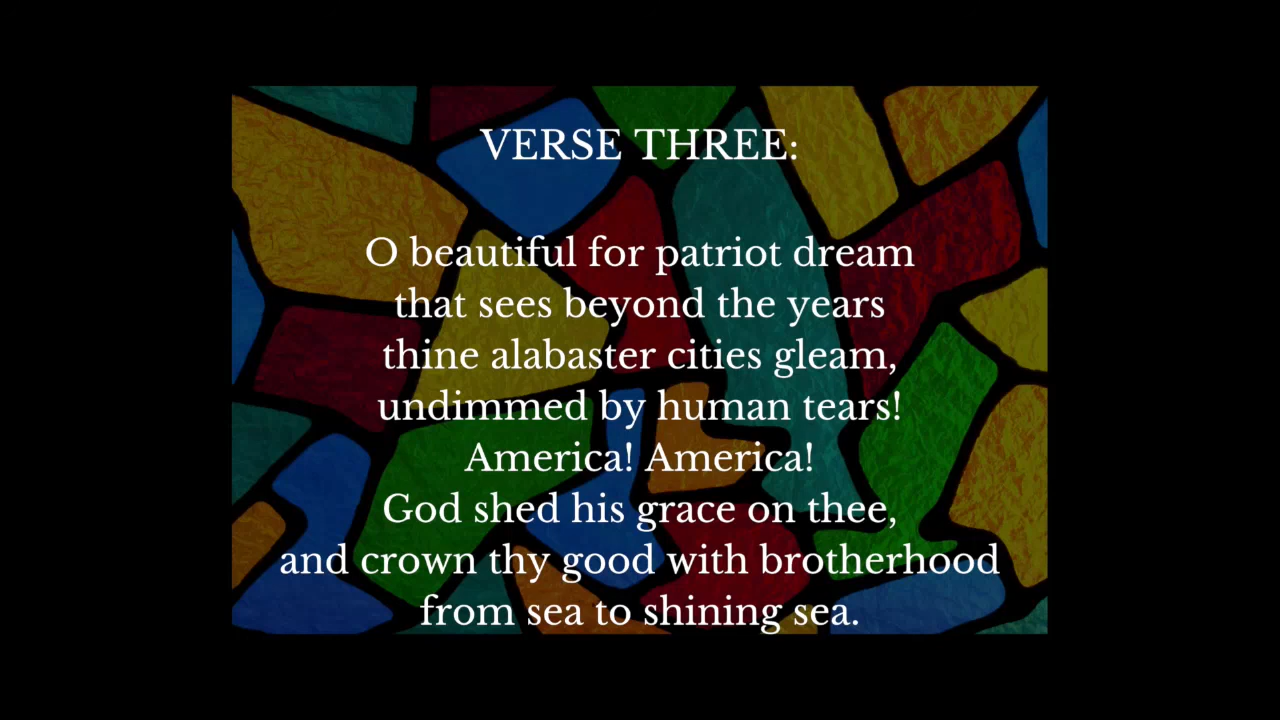 VERSE THREE:
O beautiful for patriot dream
that sees beyond the years
thine alabaster cities gleam,
undimmed by human tears!
America! America!
God shed his grace on thee,
and crown thy good with brotherhood
from sea to shining sea.